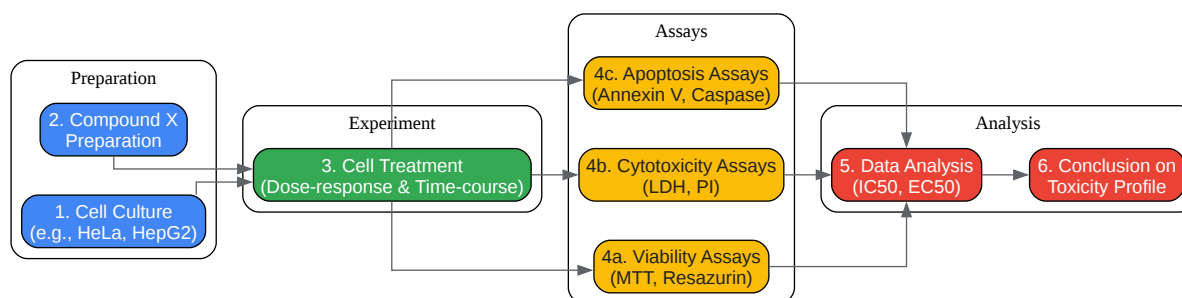 Preparation
2. Compound X
Preparation
1. Cell Culture
(e.g., HeLa, HepG2)
Experiment
3. Cell Treatment
(Dose-response & Time-course)
Assays
4c. Apoptosis Assays
(Annexin V, Caspase)
4b. Cytotoxicity Assays
(LDH, PI)
4a. Viability Assays
(MTT, Resazurin)
Analysis
5. Data Analysis
(IC50, EC50)
6. Conclusion on
Toxicity Profile